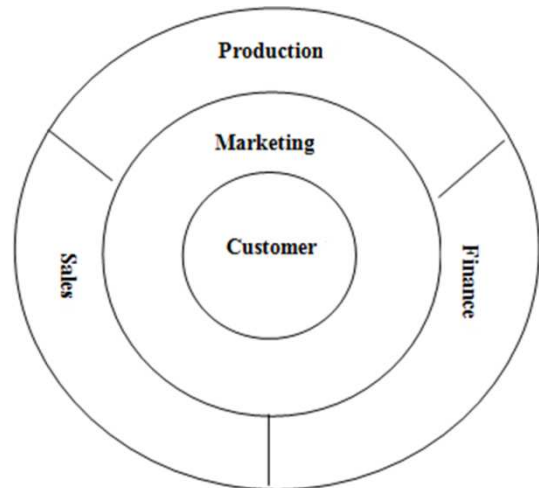 Production
Marketing
Customer
Sales
Finance